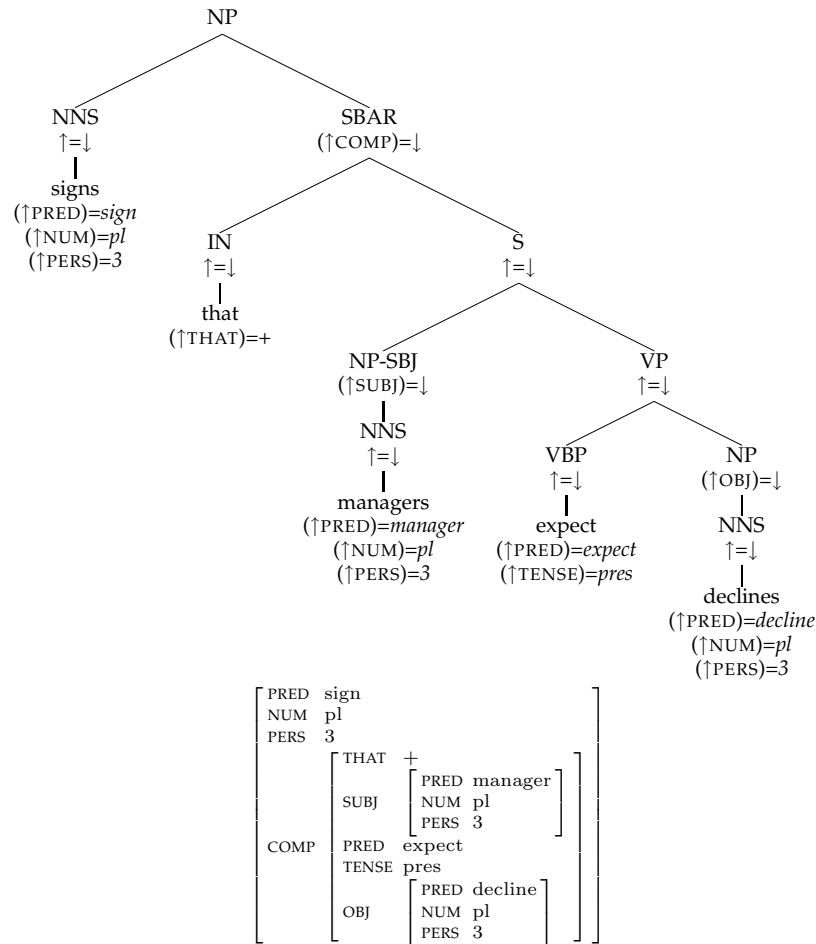 NP
NNS SBAR
↑=↓ (↑COMP)=↓
signs
(↑PRED)=sign
(↑NUM)=pl
(↑PERS)=3
IN S
↑=↓ ↑=↓
that
(↑THAT)=+
NP-SBJ VP
(↑SUBJ)=↓ ↑=↓
NNS VBP NP
↑=↓ ↑=↓ (↑OBJ)=↓
managers expect NNS
(↑PRED)=manager (↑PRED)=expect ↑=↓
(↑NUM)=pl (↑TENSE)=pres
(↑PERS)=3
declines
(↑PRED)=decline
(↑NUM)=pl
(↑PERS)=3
PRED sign
NUM pl
PERS 3
THAT +
PRED manager
SUBJ NUM pl
PERS 3
COMP PRED expect
TENSE pres
PRED decline
OBJ NUM pl
PERS 3